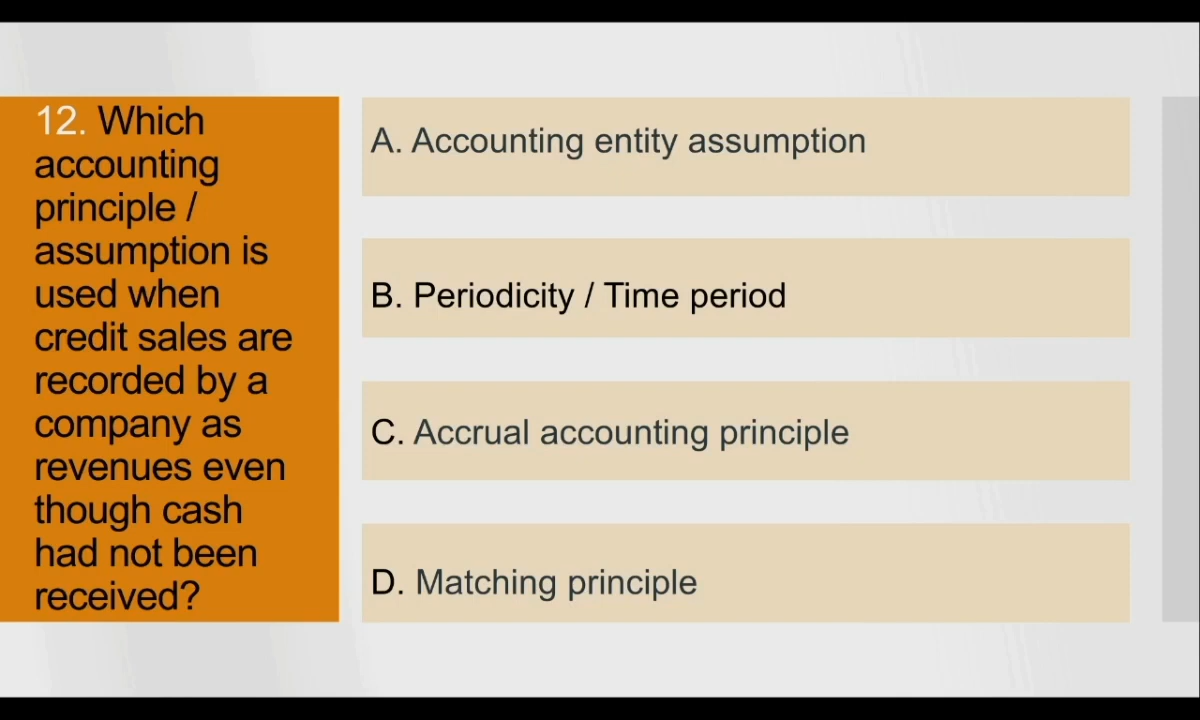 12. Which
accounting
principle /
assumption is
used when
credit sales are
recorded by a
company as
revenues even
though cash
had not been
received?
A. Accounting entity assumption
B. Periodicity / Time period
C. Accrual accounting principle
D. Matching principle